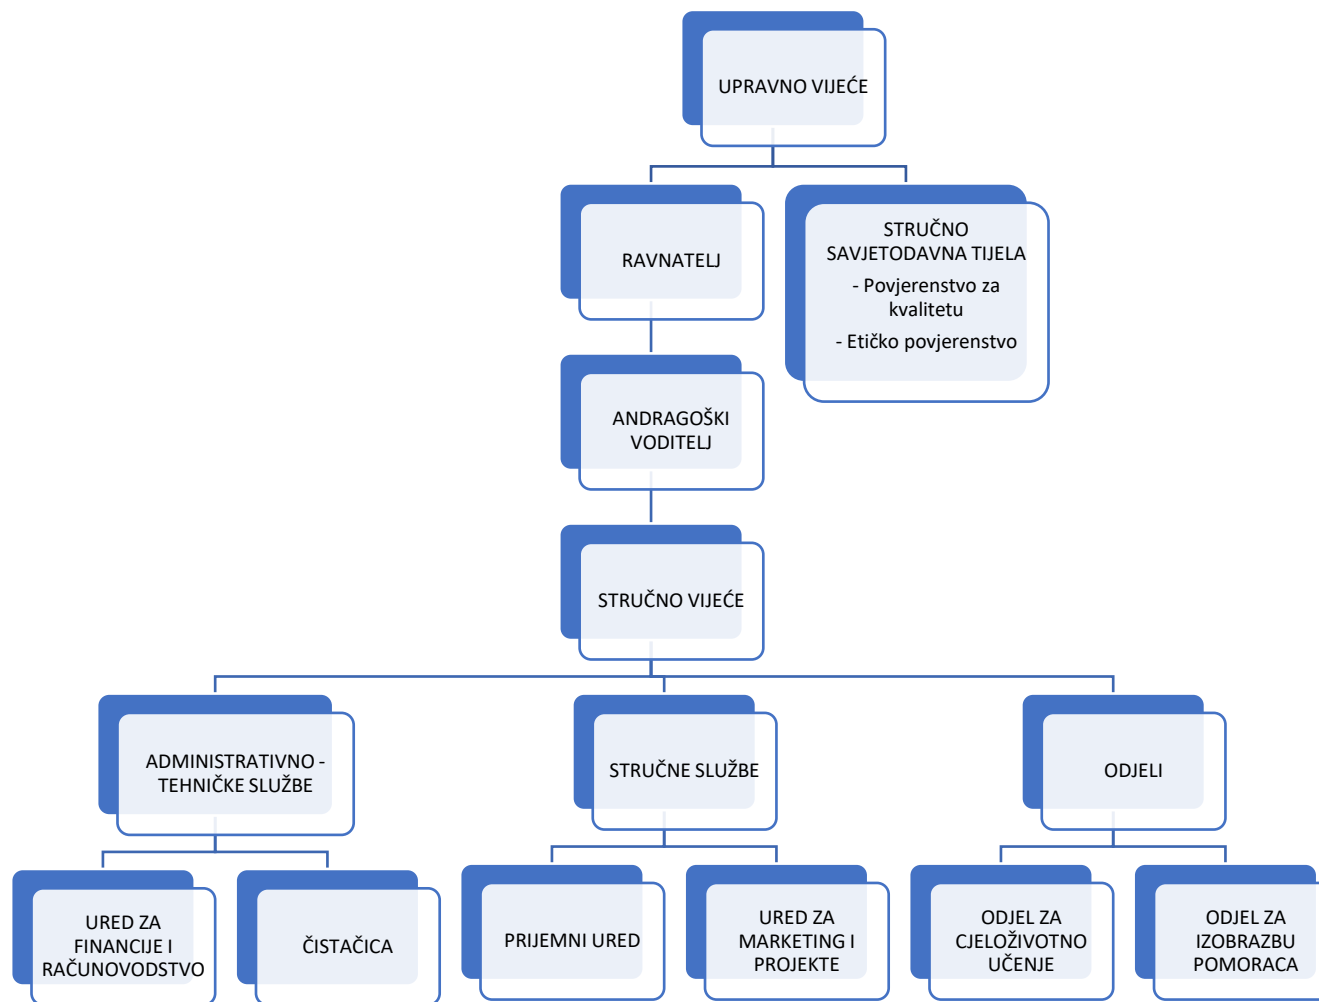 UPRAVNO VIJEĆE
RAVNATELJ
STRUČNO
SAVJETODAVNA TIJELA
- Povjerenstvo za
kvalitetu
- Etičko povjerenstvo
ANDRAGOŠKI
VODITELJ
STRUČNO VIJEĆE
ADMINISTRATIVNO -
TEHNIČKE SLUŽBE
STRUČNE SLUŽBE
ODJELI
URED ZA
FINANCIJE I
RAČUNOVODSTVO
ČISTAČICA
PRIJEMNI URED
URED ZA
MARKETING I
PROJEKTE
ODJEL ZA
CJELOŽIVOTNO
UČENJE
ODJEL ZA
IZOBRAZBU
POMORACA